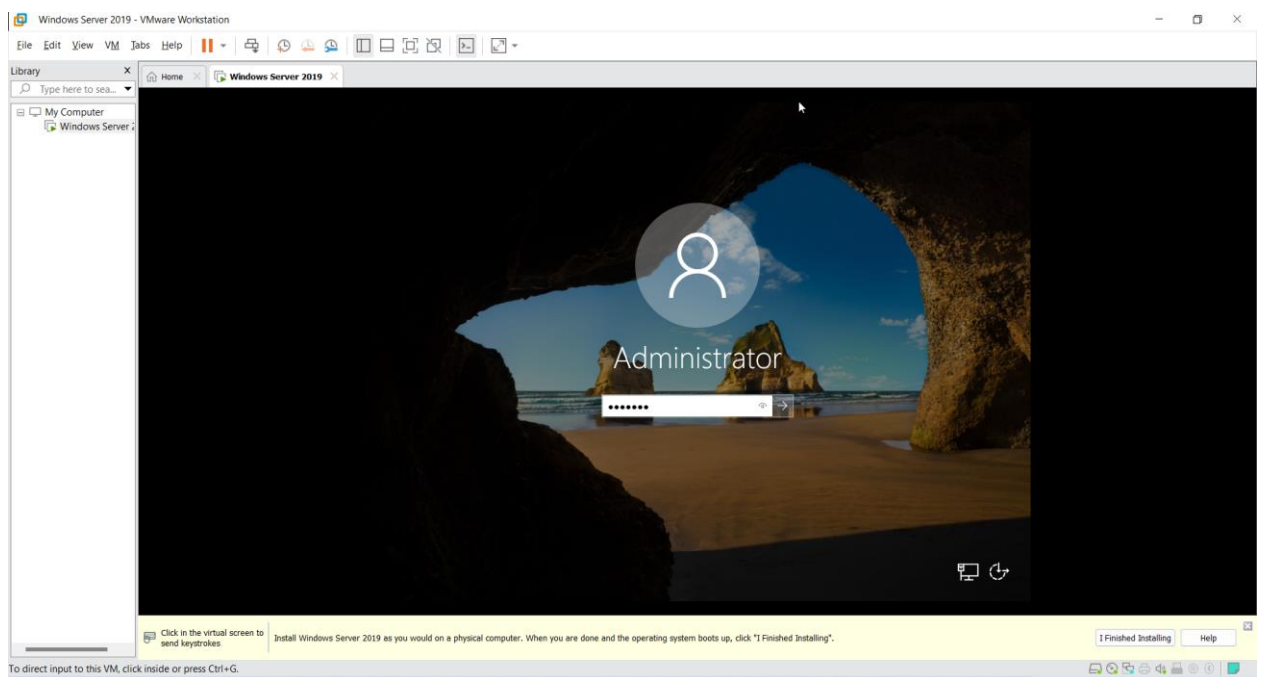 Windows Server 2019 - VMware Workstation
File Edit View VM Tabs Help
Library X
Home
Windows Server 2019
Type here to sea...
My Computer
Windows Server 2
Administrator
Click in the virtual screen to
send keystrokes
Install Windows Server 2019 as you would on a physical computer. When you are done and the operating system boots up, click "I Finished Installing".
I Finished Installing
Help
To direct input to this VM, click inside or press Ctrl+G.